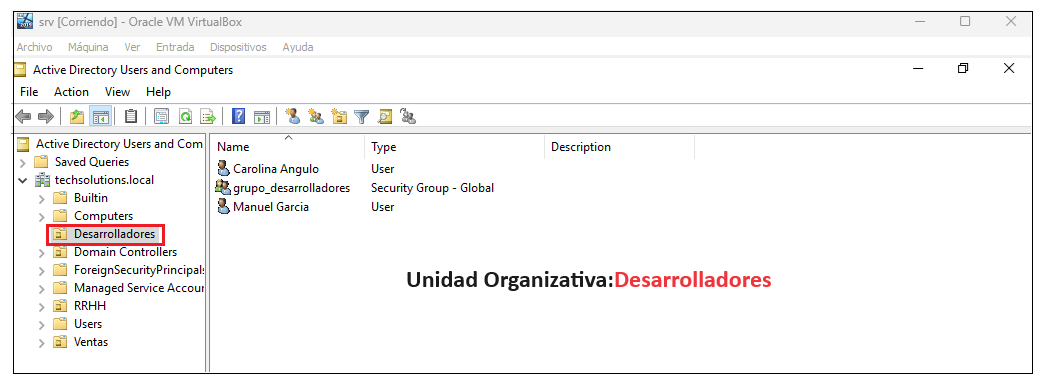 srv [Corriendo] - Oracle VM VirtualBox
Archivo Máquina Ver Entrada Dispositivos Ayuda
Active Directory Users and Computers
File Action View Help
Active Directory Users and Com
Saved Queries
techsolutions.local
Builtin
Computers
Desarrolladores
Domain Controllers
ForeignSecurityPrincipals
Managed Service Accour
RRHH
Users
Ventas
Name Type Description
Carolina Angulo User
grupo_desarrolladores Security Group - Global
Manuel Garcia User
Unidad Organizativa:Desarrolladores